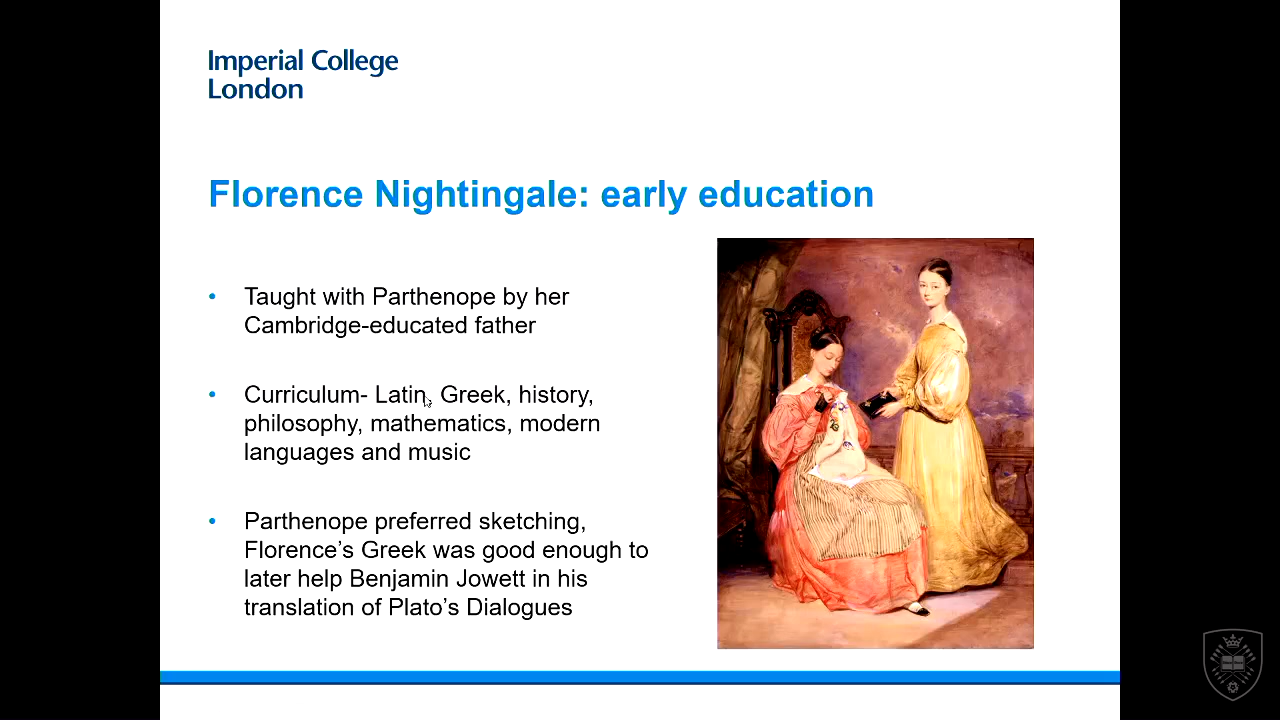 Imperial College
London
Florence Nightingale: early education
• Taught with Parthenope by her
Cambridge-educated father
• Curriculum- Latin, Greek, history,
philosophy, mathematics, modern
languages and music
• Parthenope preferred sketching,
Florence’s Greek was good enough to
later help Benjamin Jowett in his
translation of Plato’s Dialogues